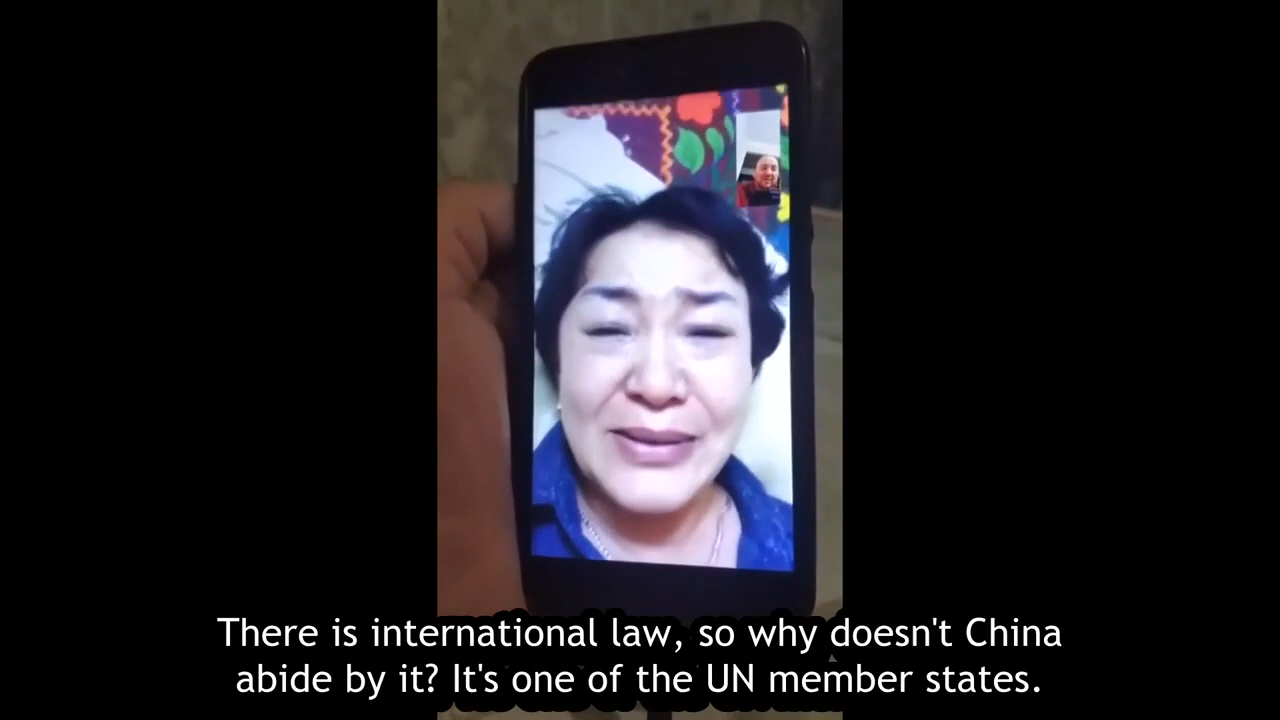 There is international law, so why doesn't China
abide by it? It's one of the UN member states.